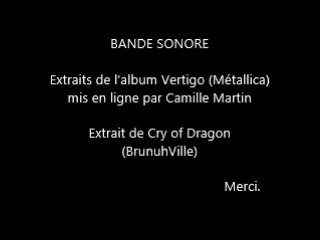 BANDE SONORE
Extraits de l'album Vertigo (Métallica)
mis en ligne par Camille Martin
Extrait de Cry of Dragon
(BrunuhVille)
Merci.